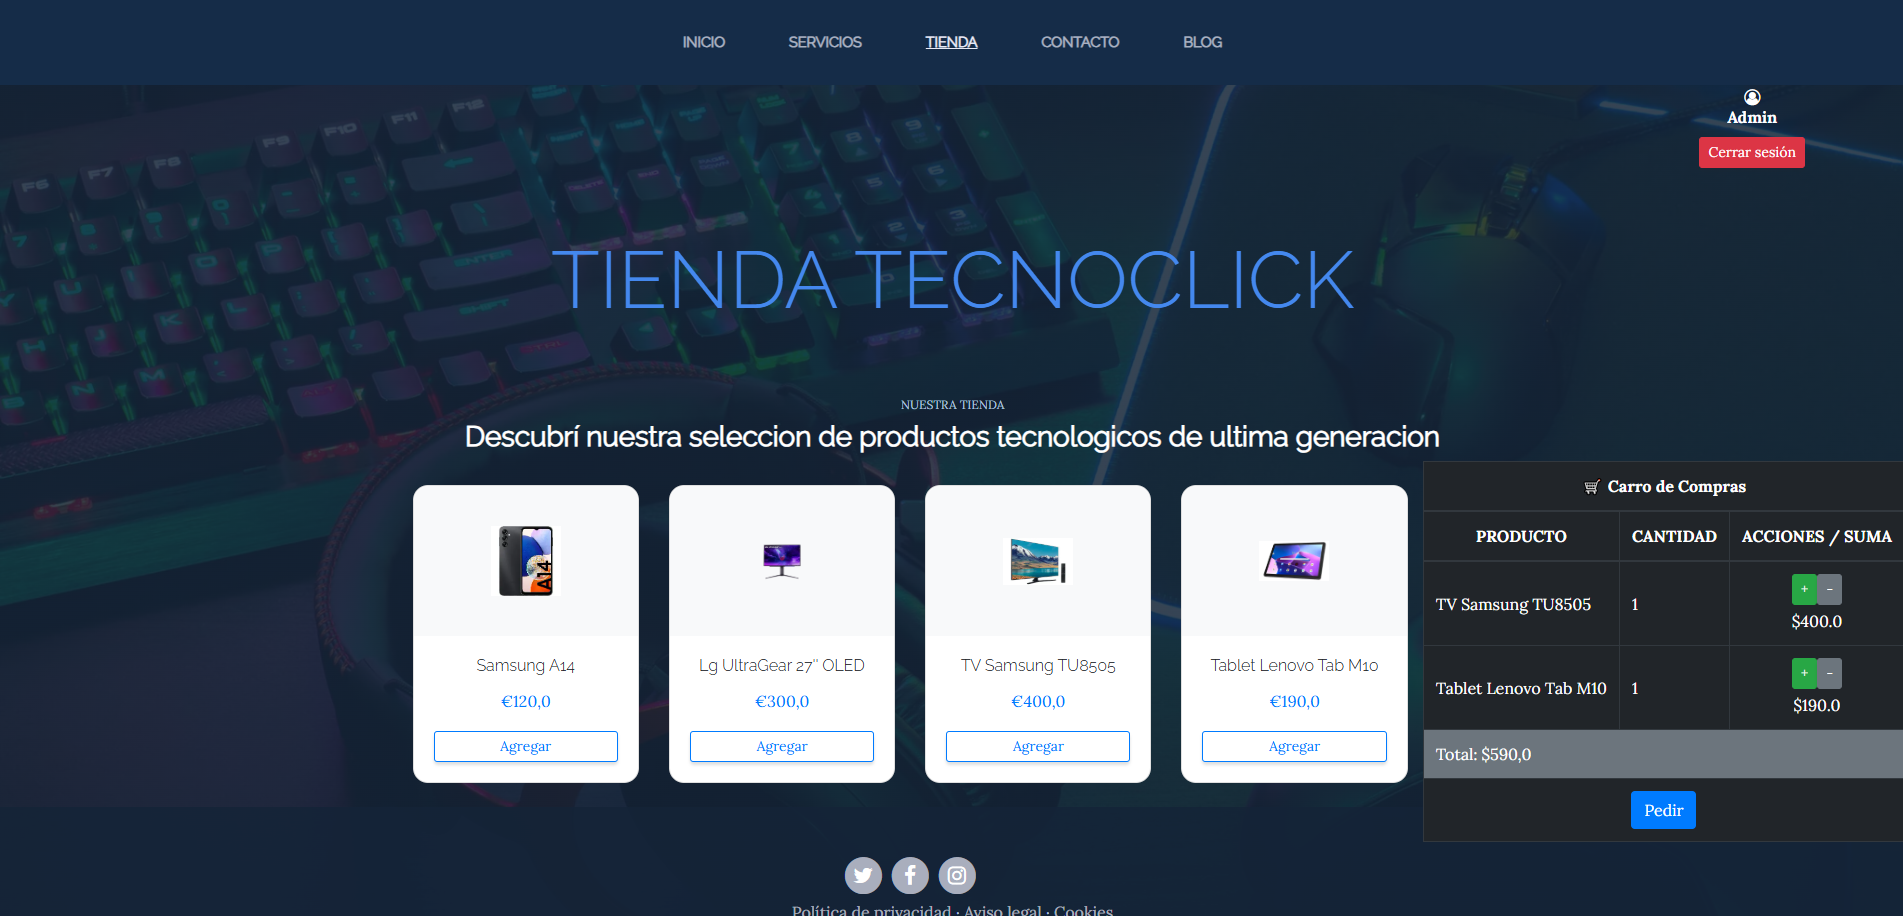 INICIO SERVICIOS TIENDA CONTACTO BLOG
Admin
Cerrar sesión
TIENDA TECNOCLICK
NUESTRA TIENDA
Descubrí nuestra seleccion de productos tecnologicos de ultima generacion
A14
Samsung A14
€120,0
Agregar
Lg UltraGear 27" OLED
€300,0
Agregar
TV Samsung TU8505
€400,0
Agregar
Tablet Lenovo Tab M10
€190,0
Agregar
Carro de Compras
PRODUCTO CANTIDAD ACCIONES / SUMA
TV Samsung TU8505 1 + - $400.0
Tablet Lenovo Tab M10 1 + - $190.0
Total: $590,0
Pedir
Política de privacidad · Aviso legal · Cookies